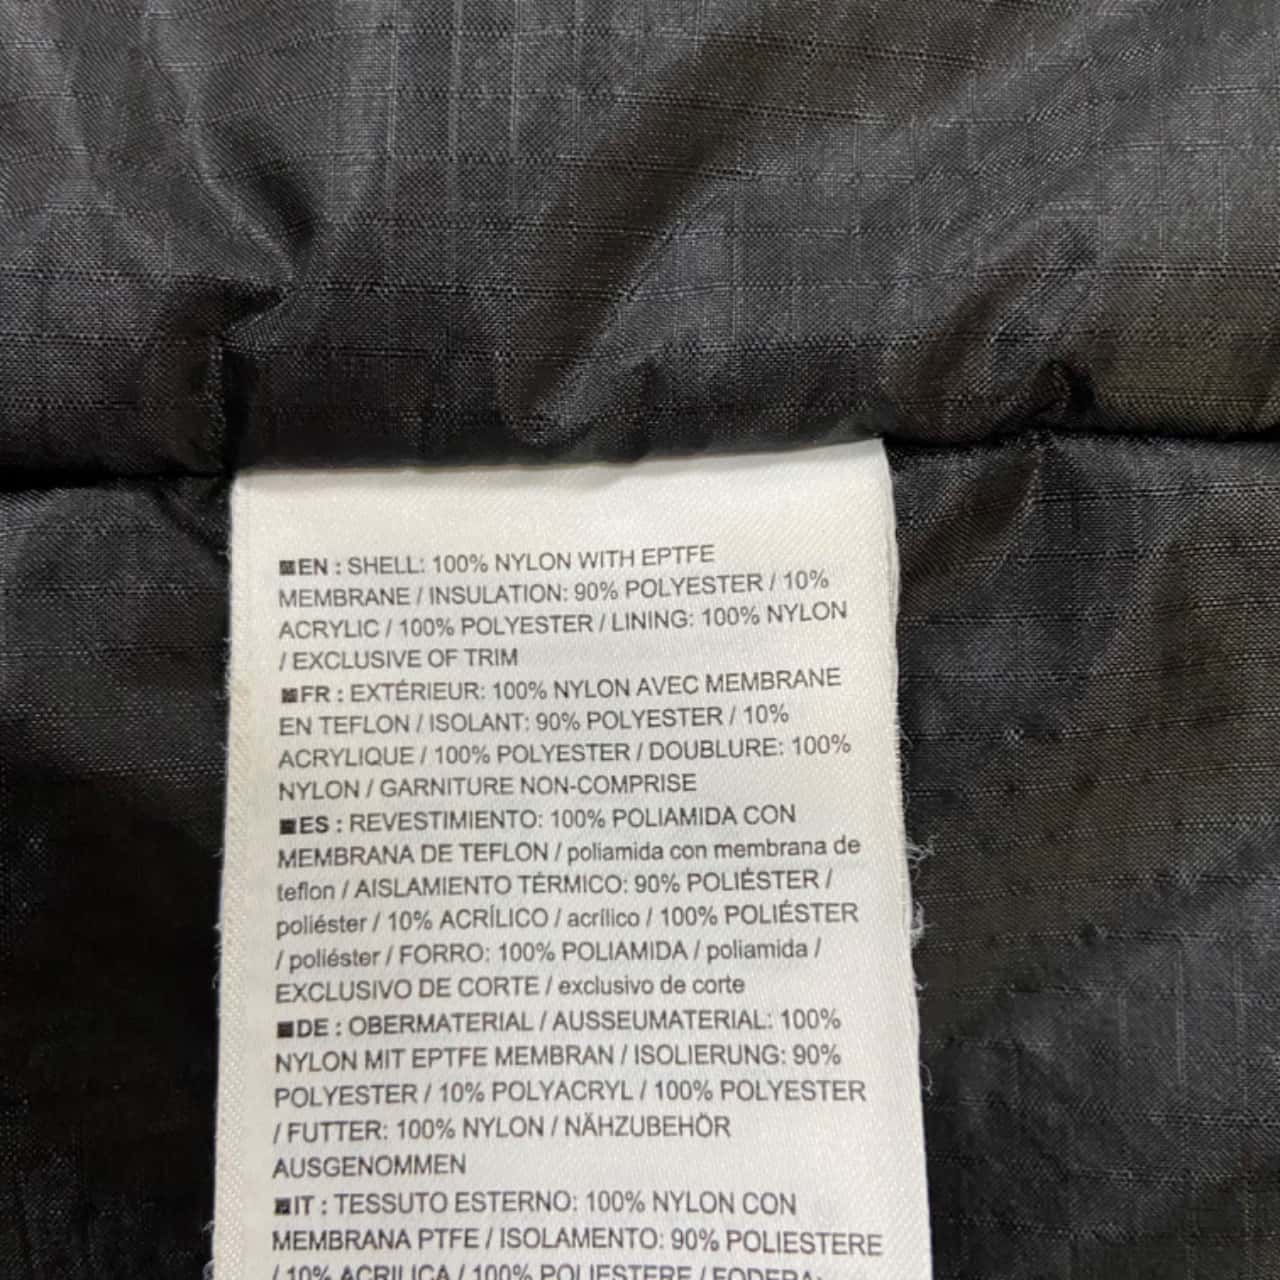 EN : SHELL: 100% NYLON WITH EPTFE
MEMBRANE / INSULATION: 90% POLYESTER / 10%
ACRYLIC / 100% POLYESTER / LINING: 100% NYLON
/ EXCLUSIVE OF TRIM
FR : EXTÉRIEUR: 100% NYLON AVEC MEMBRANE
EN TEFLON / ISOLANT: 90% POLYESTER / 10%
ACRYLIQUE / 100% POLYESTER / DOUBLURE: 100%
NYLON / GARNITURE NON-COMPRISE
ES : REVESTIMIENTO: 100% POLIAMIDA CON
MEMBRANA DE TEFLON / poliamida con membrana de
teflon / AISLAMIENTO TÉRMICO: 90% POLIÉSTER /
poliéster / 10% ACRÍLICO / acrílico / 100% POLIÉSTER
/ poliéster / FORRO: 100% POLIAMIDA / poliamida /
EXCLUSIVO DE CORTE / exclusivo de corte
DE : OBERMATERIAL / AUSSEUMATERIAL: 100%
NYLON MIT EPTFE MEMBRAN / ISOLIERUNG: 90%
POLYESTER / 10% POLYACRYL / 100% POLYESTER
/ FUTTER: 100% NYLON / NÄHZUBEHÖR
AUSGENOMMEN
IT : TESSUTO ESTERNO: 100% NYLON CON
MEMBRANA PTFE / ISOLAMENTO: 90% POLIESTERE
/ 10% ACRILICA / 100% POLIESTERE / FODERA: